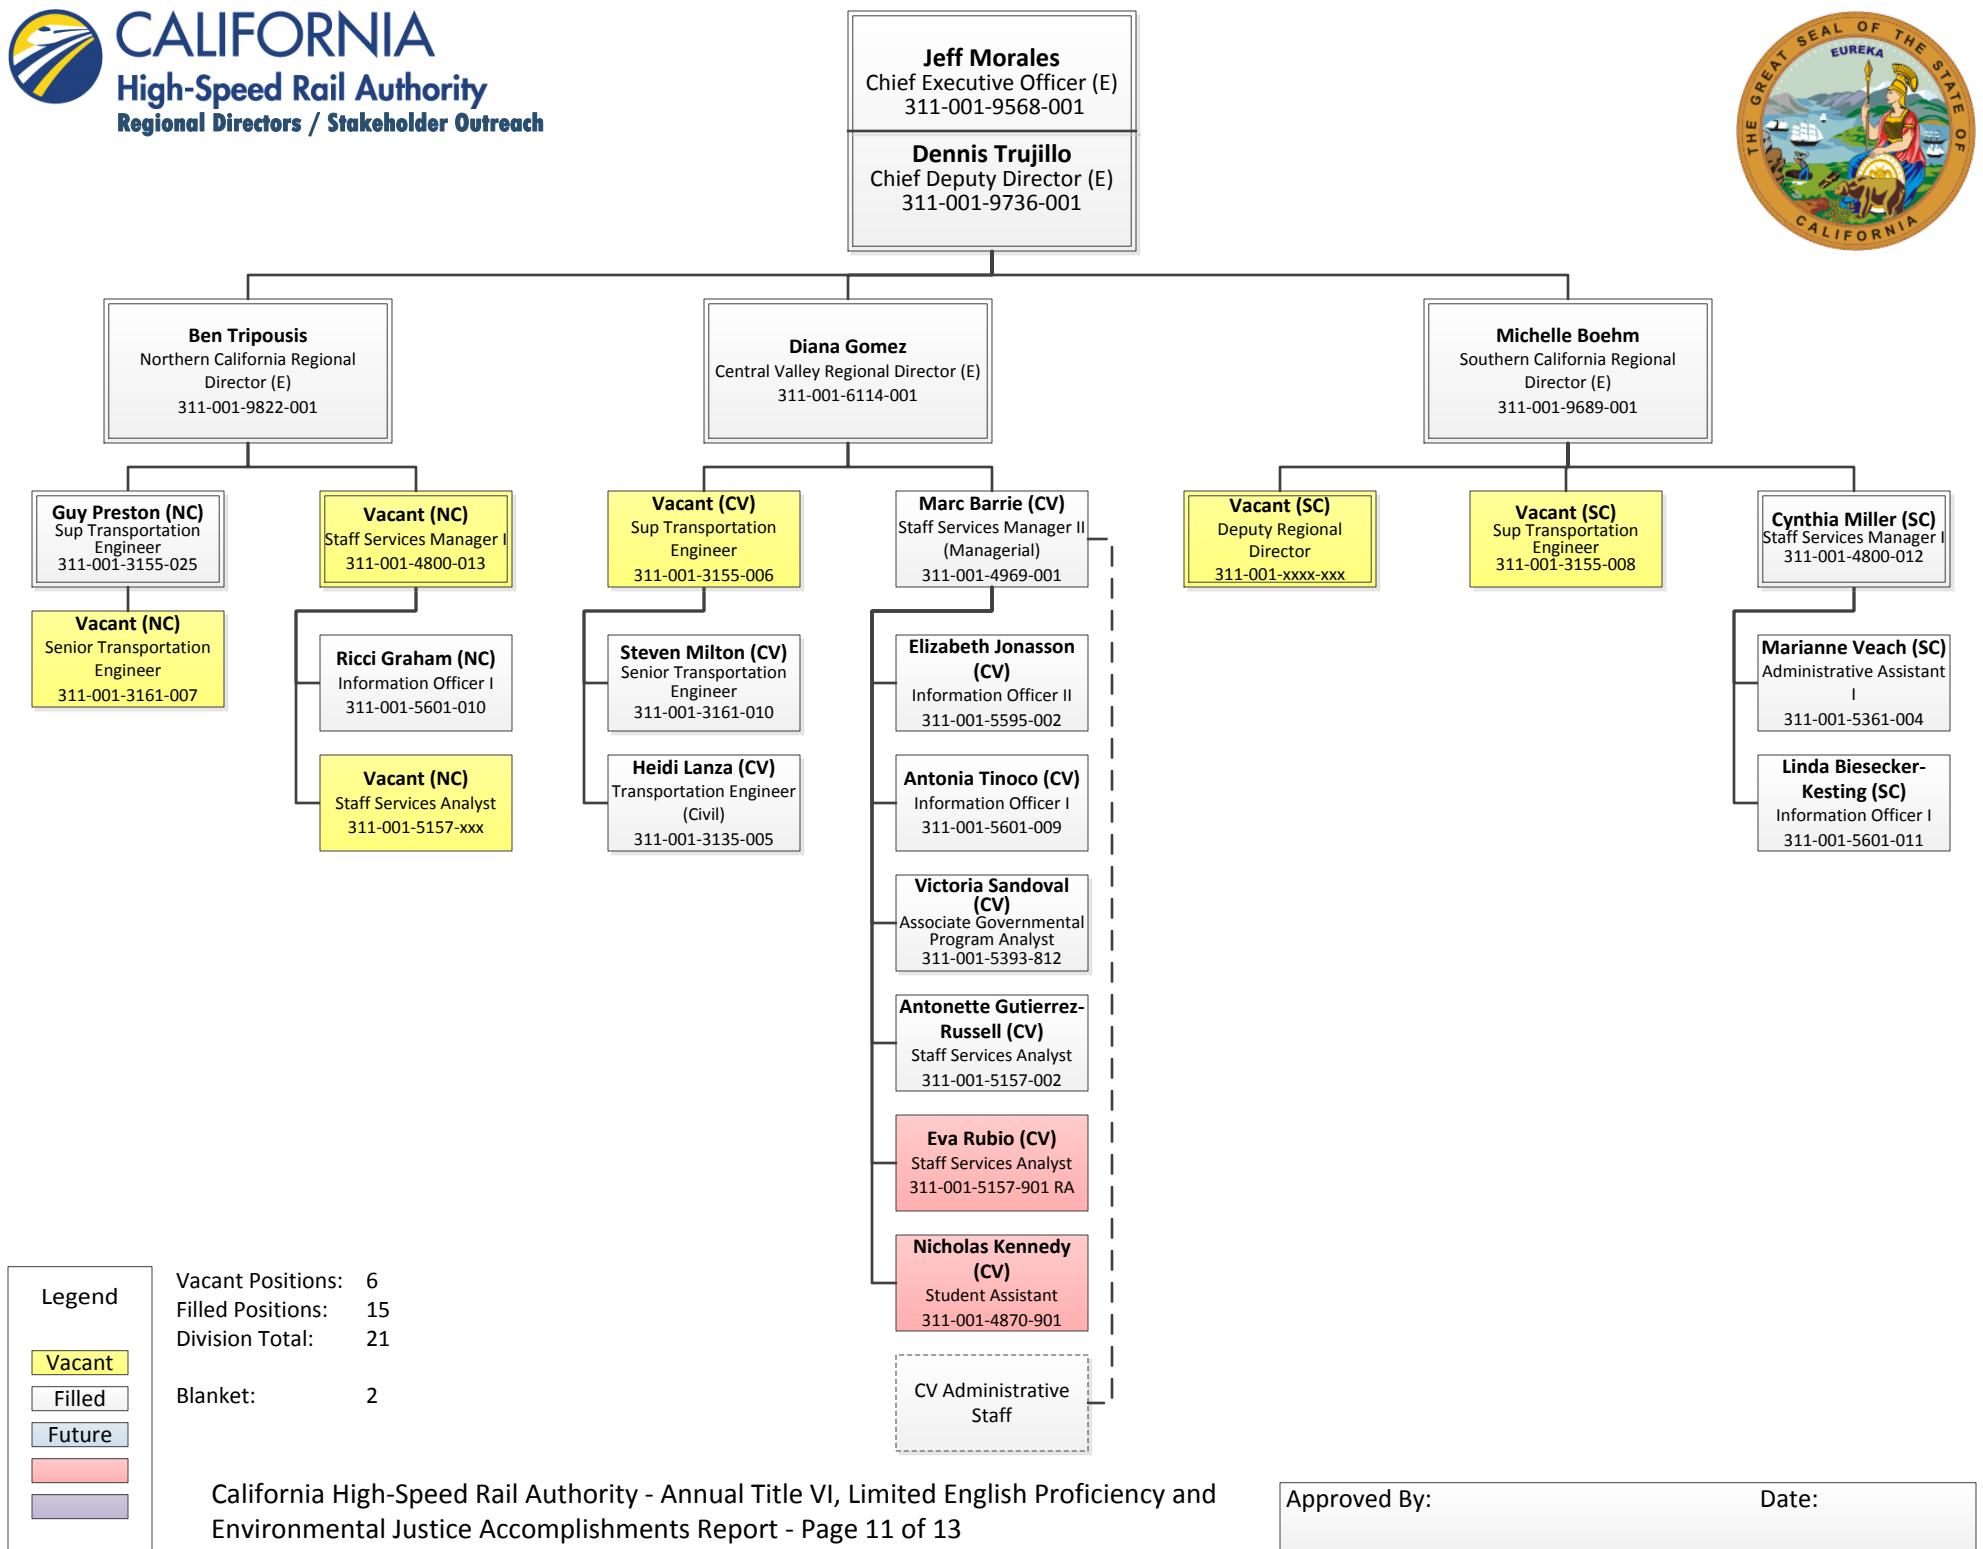 CALIFORNIA
High-Speed Rail Authority
Regional Directors / Stakeholder Outreach
Jeff Morales
Chief Executive Officer (E)
311-001-9568-001
Dennis Trujillo
Chief Deputy Director (E)
311-001-9736-001
THE GREAT SEAL OF THE STATE OF CALIFORNIA
EUREKA
Ben Tripousis
Northern California Regional
Director (E)
311-001-9822-001
Diana Gomez
Central Valley Regional Director (E)
311-001-6114-001
Michelle Boehm
Southern California Regional
Director (E)
311-001-9689-001
Guy Preston (NC)
Sup Transportation
Engineer
311-001-3155-025
Vacant (NC)
Staff Services Manager I
311-001-4800-013
Vacant (CV)
Sup Transportation
Engineer
311-001-3155-006
Marc Barrie (CV)
Staff Services Manager II
(Managerial)
311-001-4969-001
Vacant (SC)
Deputy Regional
Director
311-001-xxxx-xxx
Vacant (SC)
Sup Transportation
Engineer
311-001-3155-008
Cynthia Miller (SC)
Staff Services Manager I
311-001-4800-012
Vacant (NC)
Senior Transportation
Engineer
311-001-3161-007
Ricci Graham (NC)
Information Officer I
311-001-5601-010
Steven Milton (CV)
Senior Transportation
Engineer
311-001-3161-010
Elizabeth Jonasson
(CV)
Information Officer II
311-001-5595-002
Marianne Veach (SC)
Administrative Assistant
I
311-001-5361-004
Vacant (NC)
Staff Services Analyst
311-001-5157-xxx
Heidi Lanza (CV)
Transportation Engineer
(Civil)
311-001-3135-005
Antonia Tinoco (CV)
Information Officer I
311-001-5601-009
Linda Biesecker-
Kesting (SC)
Information Officer I
311-001-5601-011
Victoria Sandoval
(CV)
Associate Governmental
Program Analyst
311-001-5393-812
Antonette Gutierrez-
Russell (CV)
Staff Services Analyst
311-001-5157-002
Eva Rubio (CV)
Staff Services Analyst
311-001-5157-901 RA
Nicholas Kennedy
(CV)
Student Assistant
311-001-4870-901
CV Administrative
Staff
Legend
Vacant
Filled
Future
Vacant Positions: 6
Filled Positions: 15
Division Total: 21
Blanket: 2
California High-Speed Rail Authority - Annual Title VI, Limited English Proficiency and
Environmental Justice Accomplishments Report - Page 11 of 13
Approved By: Date: